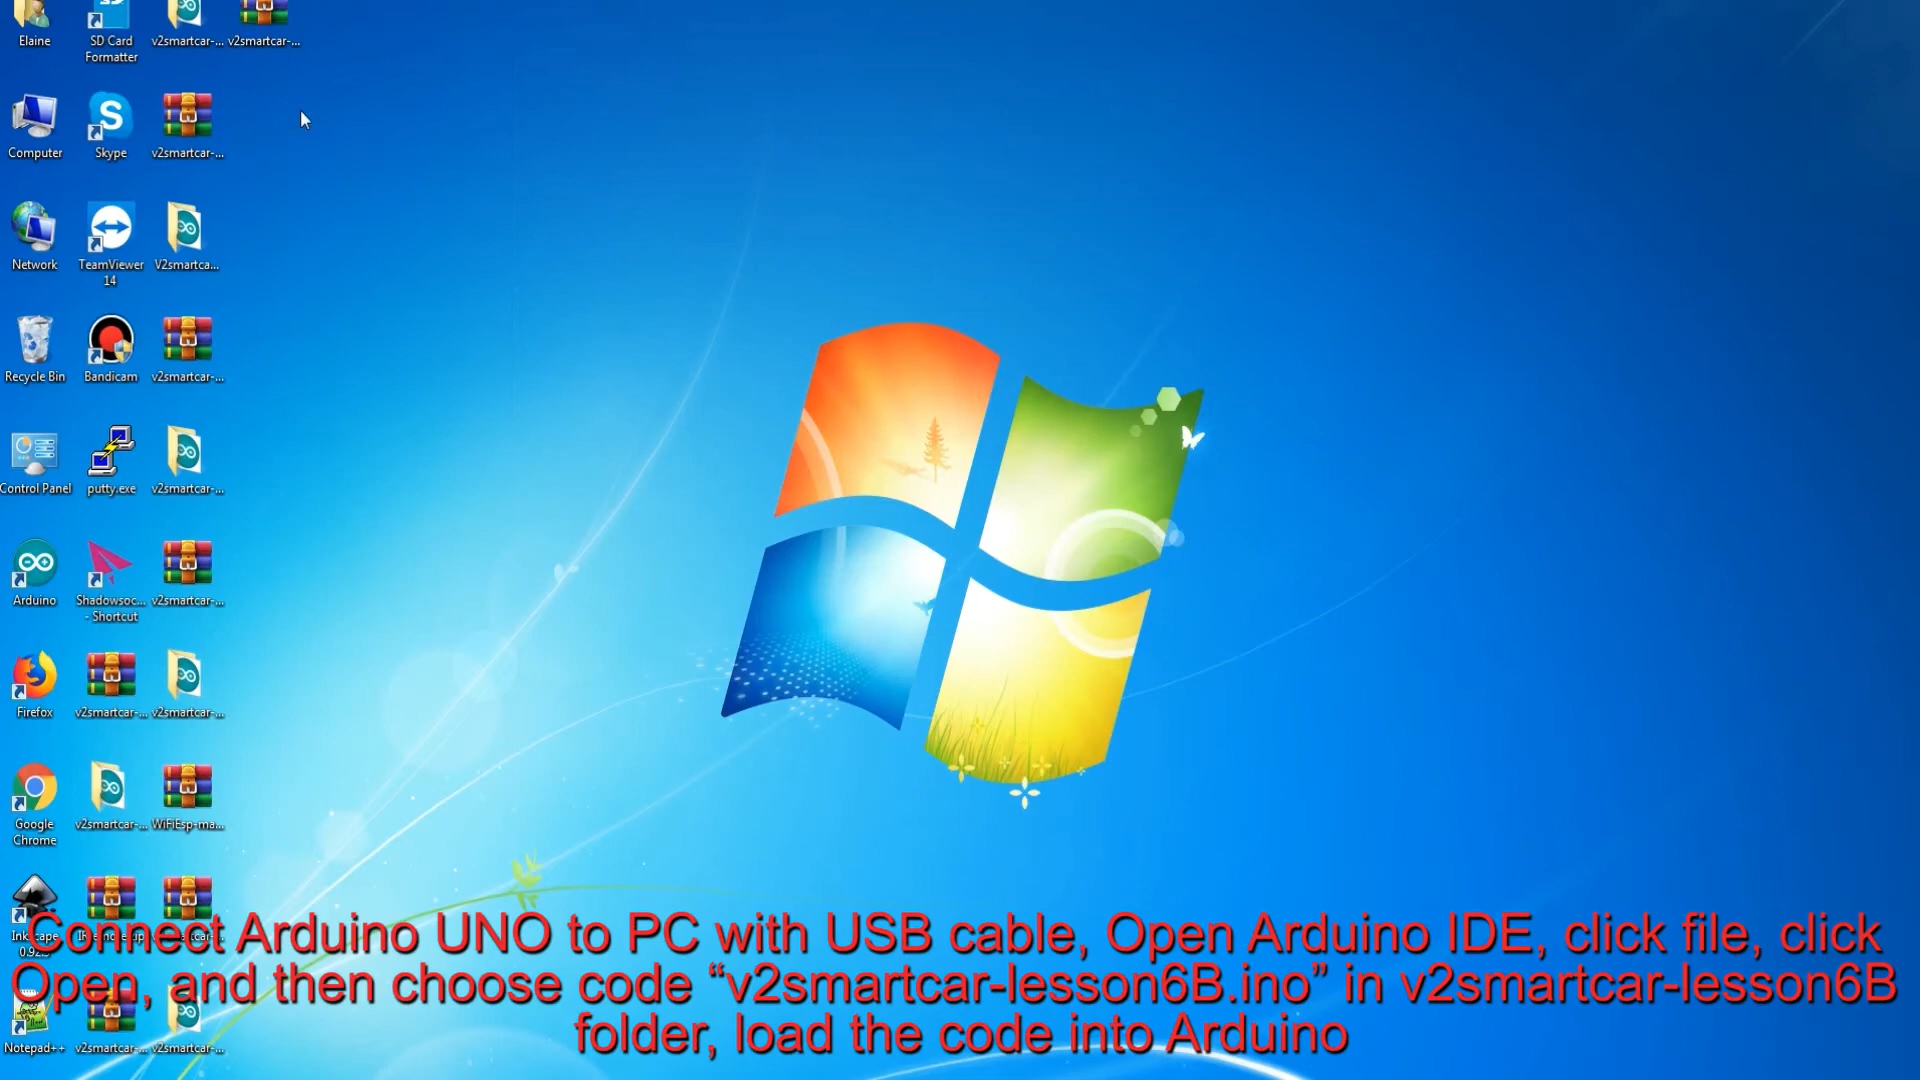 Elaine
SD Card
Formatter
v2smartcar-...
v2smartcar-...
Computer
Skype
v2smartcar-...
Network
TeamViewer
14
V2smartca...
Recycle Bin
Bandicam
v2smartcar-...
Control Panel
putty.exe
v2smartcar-...
Arduino
Shadowsoc...
- Shortcut
v2smartcar-...
Firefox
v2smartcar-...
v2smartcar-...
Google
Chrome
v2smartcar-...
WiFiEsp-ma...
Connect Arduino UNO to PC with USB cable, Open Arduino IDE, click file, click
Open, and then choose code “v2smartcar-lesson6B.ino” in v2smartcar-lesson6B
folder, load the code into Arduino
Notepad++
v2smartcar-...
v2smartcar-...